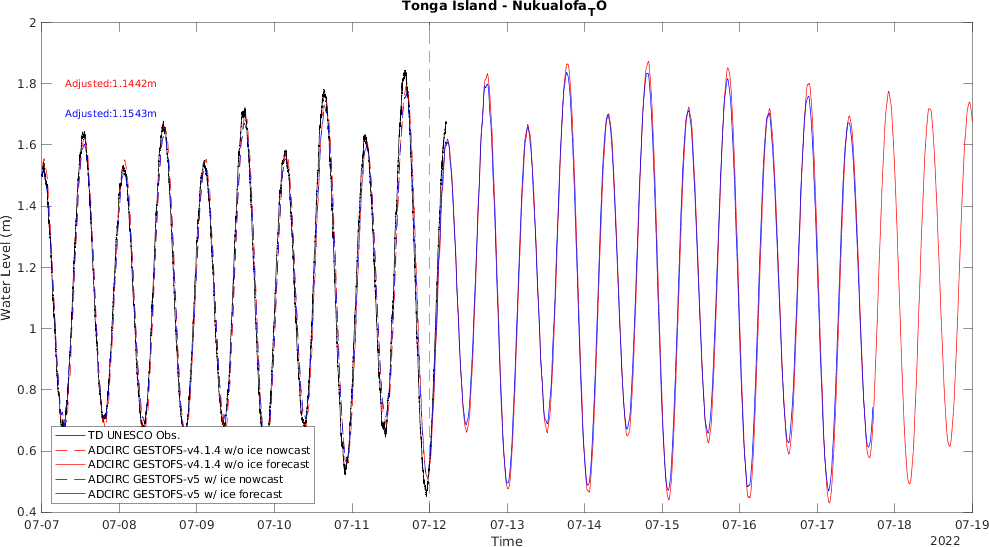 Tonga Island - Nukualofa_TO
2
1.8
1.6
1.4
1.2
1
0.8
0.6
0.4
Water Level (m)
Adjusted:1.1442m
Adjusted:1.1543m
TD UNESCO Obs.
ADCIRC GESTOFS-v4.1.4 w/o ice nowcast
ADCIRC GESTOFS-v4.1.4 w/o ice forecast
ADCIRC GESTOFS-v5 w/ ice nowcast
ADCIRC GESTOFS-v5 w/ ice forecast
07-07 07-08 07-09 07-10 07-11 07-12 07-13 07-14 07-15 07-16 07-17 07-18 07-19
Time
2022